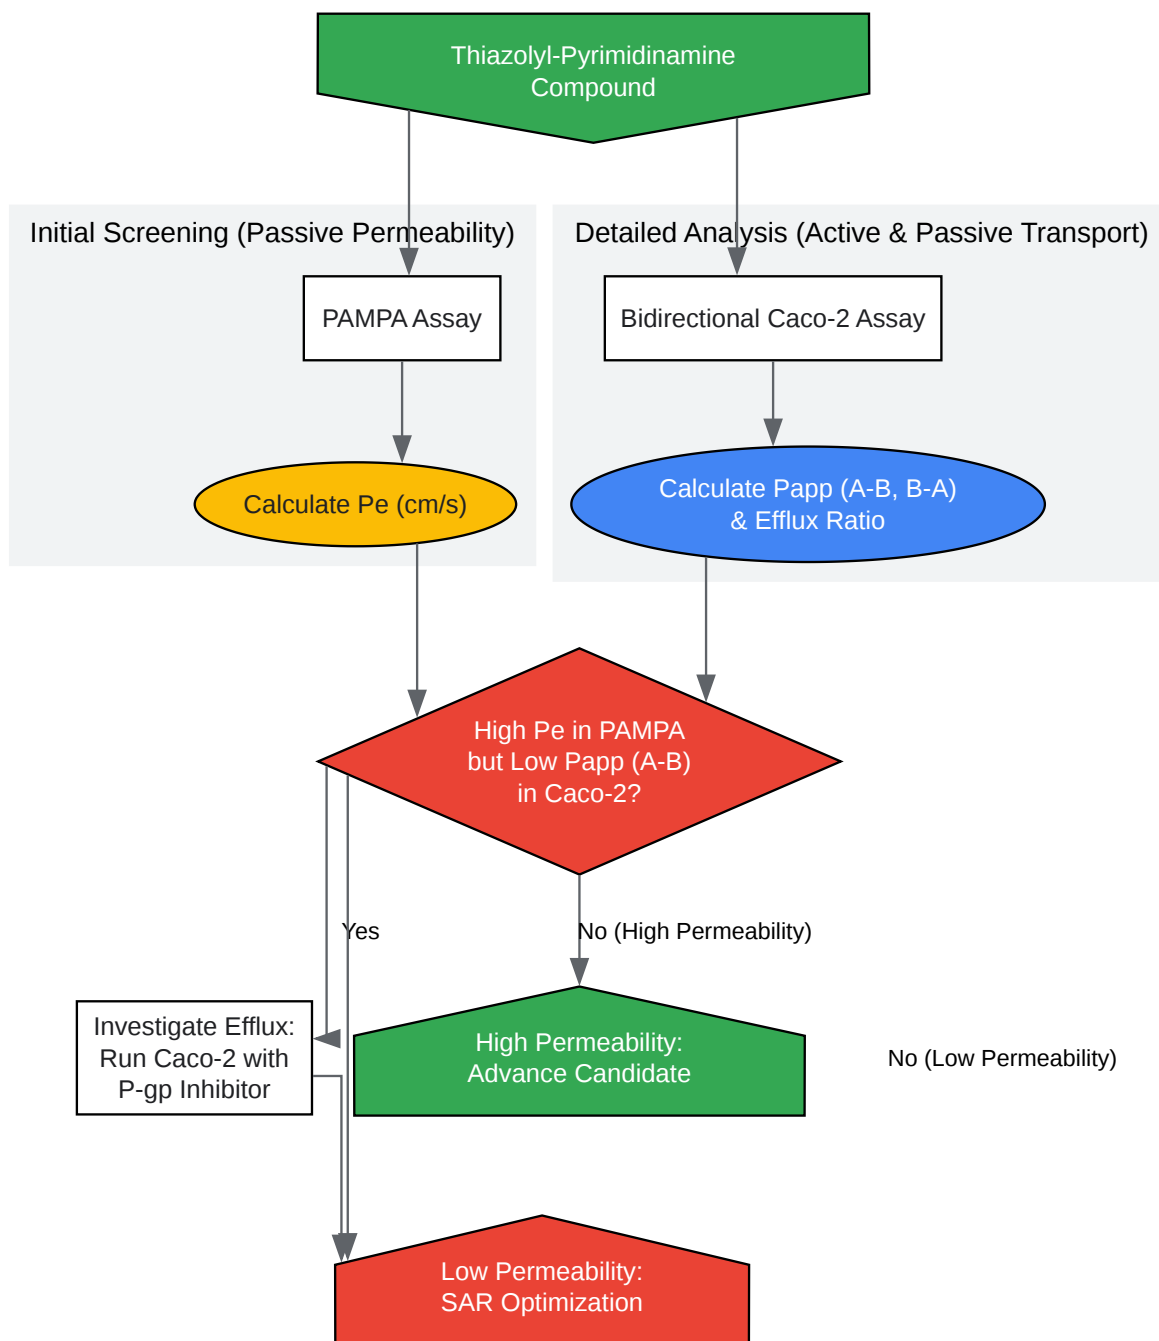 Thiazolyl-Pyrimidinamine
Compound
Initial Screening (Passive Permeability)
Detailed Analysis (Active & Passive Transport)
PAMPA Assay
Bidirectional Caco-2 Assay
Calculate Pe (cm/s)
Calculate Papp (A-B, B-A)
& Efflux Ratio
High Pe in PAMPA
but Low Papp (A-B)
in Caco-2?
Yes
No (High Permeability)
Investigate Efflux:
Run Caco-2 with
P-gp Inhibitor
High Permeability:
Advance Candidate
No (Low Permeability)
Low Permeability:
SAR Optimization